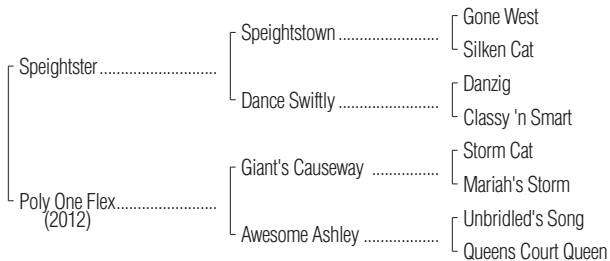 Gone West
Speightstown ...................
Silken Cat
Speightster ............................
Danzig
Dance Swiftly ........................
Classy 'n Smart
Storm Cat
Giant's Causeway ................
Mariah's Storm
Poly One Flex........................
(2012)
Unbridled's Song
Awesome Ashley ..................
Queens Court Queen